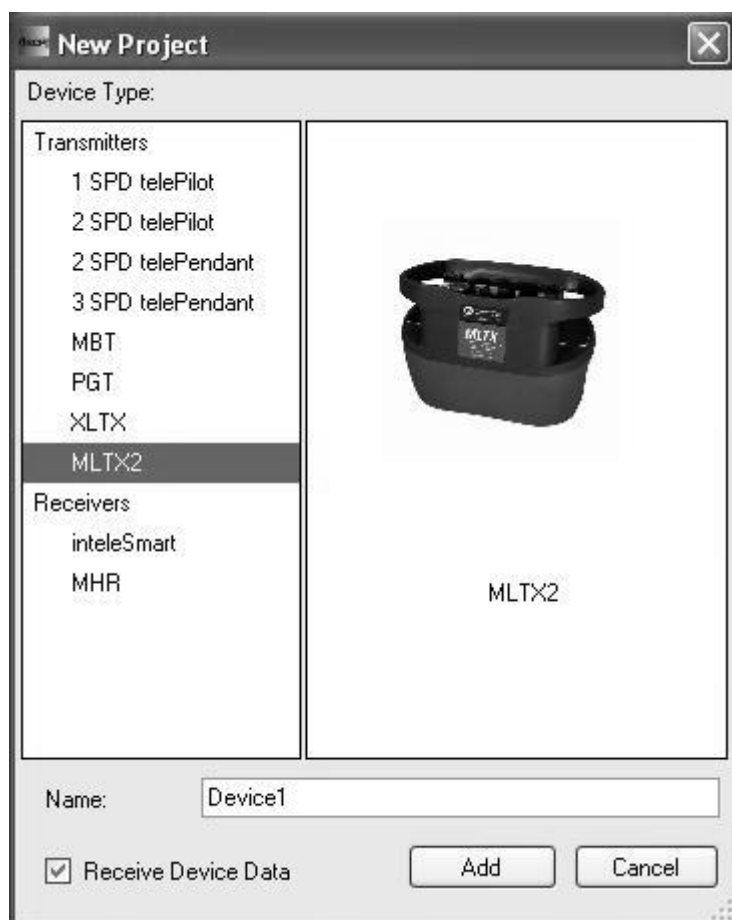 New Project
Device Type:
Transmitters
1 SPD telePilot
2 SPD telePilot
2 SPD telePendant
3 SPD telePendant
MBT
PGT
XLTX
MLTX2
Receivers
inteleSmart
MHR
MLTX
MLTX2
Name:
Device1
Receive Device Data
Add
Cancel